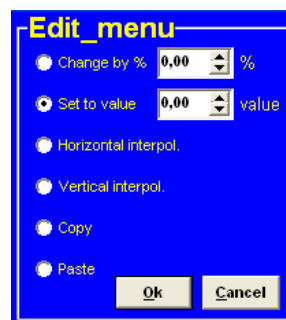 Edit_menu
Change by % 0,00 %
Set to value 0,00 value
Horizontal interpol.
Vertical interpol.
Copy
Paste
Ok Cancel